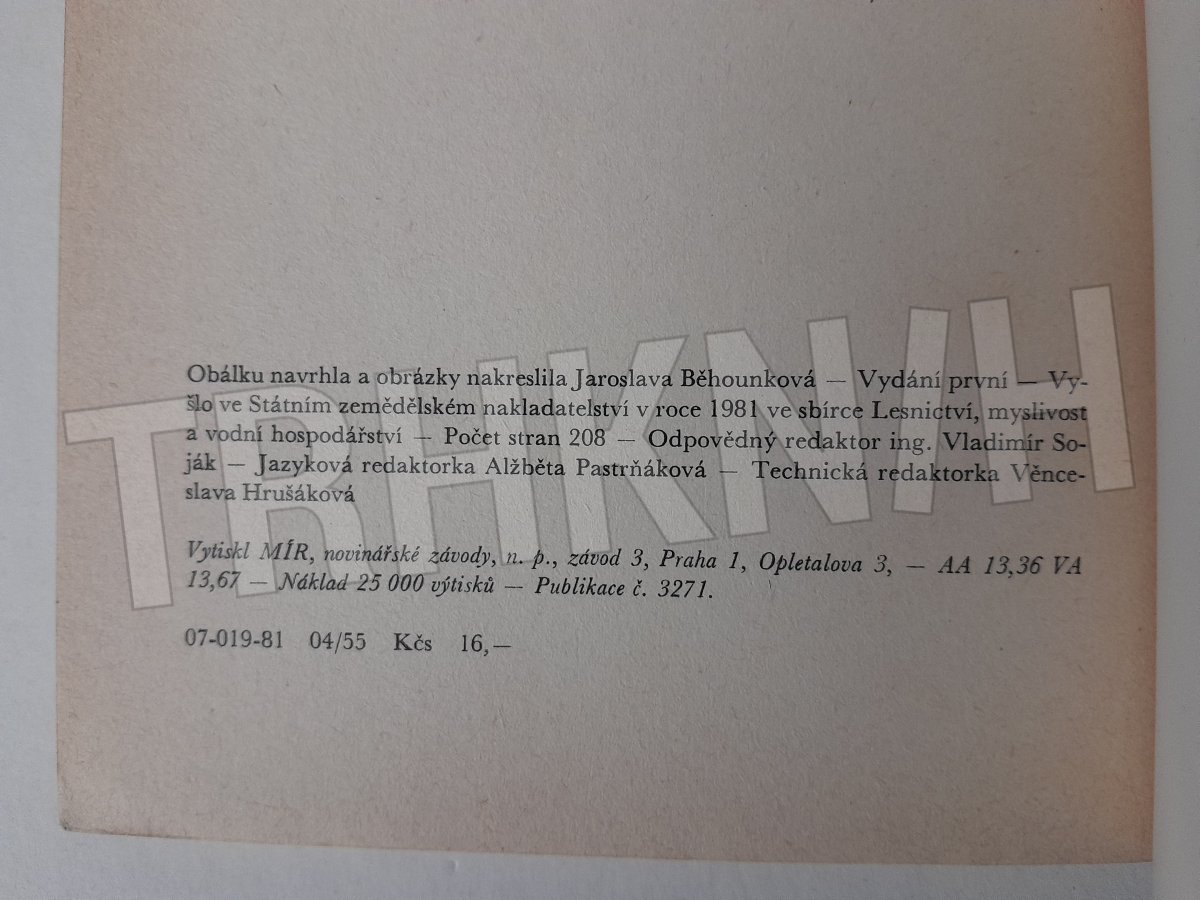 Obálku navrhla a obrázky nakreslila Jaroslava Běhounková — Vydání první — Vy-
šlo ve Státním zemědělském nakladatelství v roce 1981 ve sbírce Lesnictví, myslivost
a vodní hospodářství — Počet stran 208 — Odpovědný redaktor ing. Vladimír So-
ják — Jazyková redaktorka Alžběta Pastrňáková — Technická redaktorka Věnce-
slava Hrušáková
Vytiskl MÍR, novinářské závody, n. p., závod 3, Praha 1, Opletalova 3, — AA 13,36 VA
13,67 — Náklad 25 000 výtisků — Publikace č. 3271.
07-019-81 04/55 Kčs 16,—
TRHKNIH